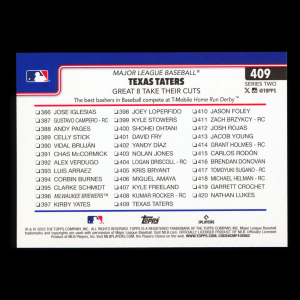 MAJOR LEAGUE BASEBALL®
TEXAS TATERS
GREAT 8 TAKE THEIR CUTS
The best bashers in Baseball compete at T-Mobile Home Run Derby™
409
SERIES TWO
@TOPPS
386 JOSE IGLESIAS
387 GUSTAVO CAMPERO - RC
388 ANDY PAGES
389 CELLY STICK
390 VIDAL BRUJÁN
391 CHAS McCORMICK
392 ALEX VERDUGO
393 LUIS ARRAEZ
394 CORBIN BURNES
395 CLARKE SCHMIDT
396 MILWAUKEE BREWERS™
397 KIRBY YATES
398 JOEY LOPERFIDO
399 KYLE STOWERS
400 SHOHEI OHTANI
401 DAVID FRY
402 YANDY DÍAZ
403 NOLAN JONES
404 LOGAN DRISCOLL - RC
405 KRIS BRYANT
406 MIGUEL AMAYA
407 KYLE FREELAND
408 KUMAR ROCKER - RC
409 TEXAS TATERS
410 JASON FOLEY
411 ZACH BRZYKCY - RC
412 JOSH ROJAS
413 JACOB YOUNG
414 GRANT HOLMES - RC
415 CARLOS RODÓN
416 BRENDAN DONOVAN
417 TOMOYUKI SUGANO - RC
418 MICHAEL HELMAN - RC
419 GARRETT CROCHET
420 NATHAN LUKES
Topps
PLAYERS